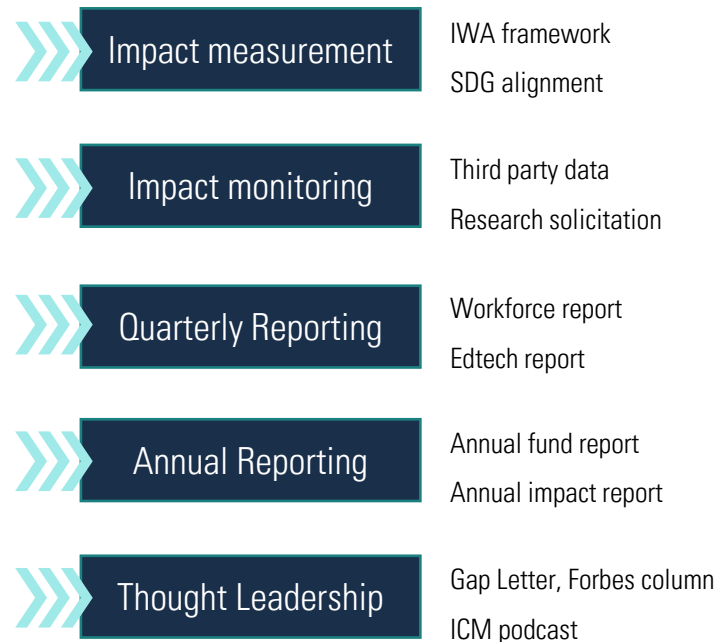 Impact measurement
IWA framework
SDG alignment
Impact monitoring
Third party data
Research solicitation
Quarterly Reporting
Workforce report
Edtech report
Annual Reporting
Annual fund report
Annual impact report
Thought Leadership
Gap Letter, Forbes column
ICM podcast